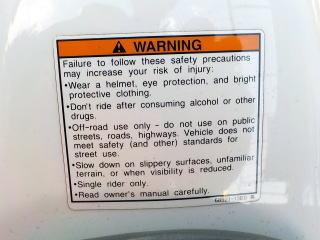 WARNING
Failure to follow these safety precautions
may increase your risk of injury:
•Wear a helmet, eye protection, and bright
protective clothing.
•Don't ride after consuming alcohol or other
drugs.
•Off-road use only - do not use on public
streets, roads, highways. Vehicle does not
meet safety (and other) standards for
street use.
•Slow down on slippery surfaces, unfamiliar
terrain, or when visibility is reduced.
•Single rider only.
•Read owner's manual carefully.